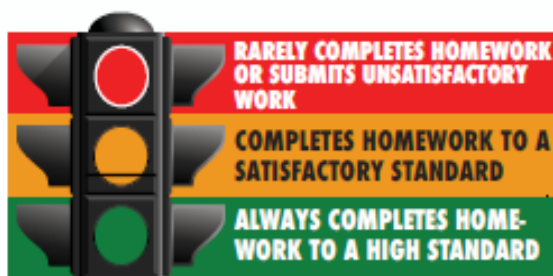 RARELY COMPLETES HOMEWORK
OR SUBMITS UNSATISFACTORY
WORK
COMPLETES HOMEWORK TO A
SATISFACTORY STANDARD
ALWAYS COMPLETES HOME-
WORK TO A HIGH STANDARD